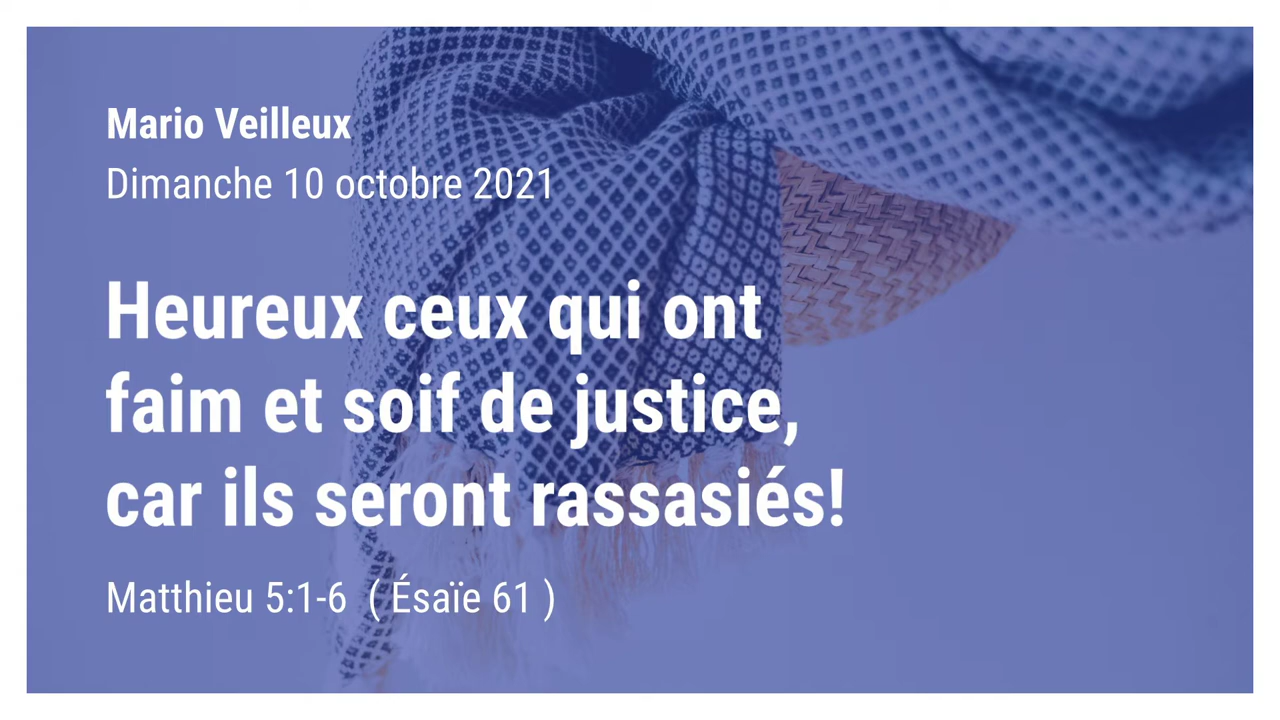 Mario Veilleux
Dimanche 10 octobre 2021
Heureux ceux qui ont
faim et soif de justice,
car ils seront rassasiés!
Matthieu 5:1-6 ( Ésaïe 61 )